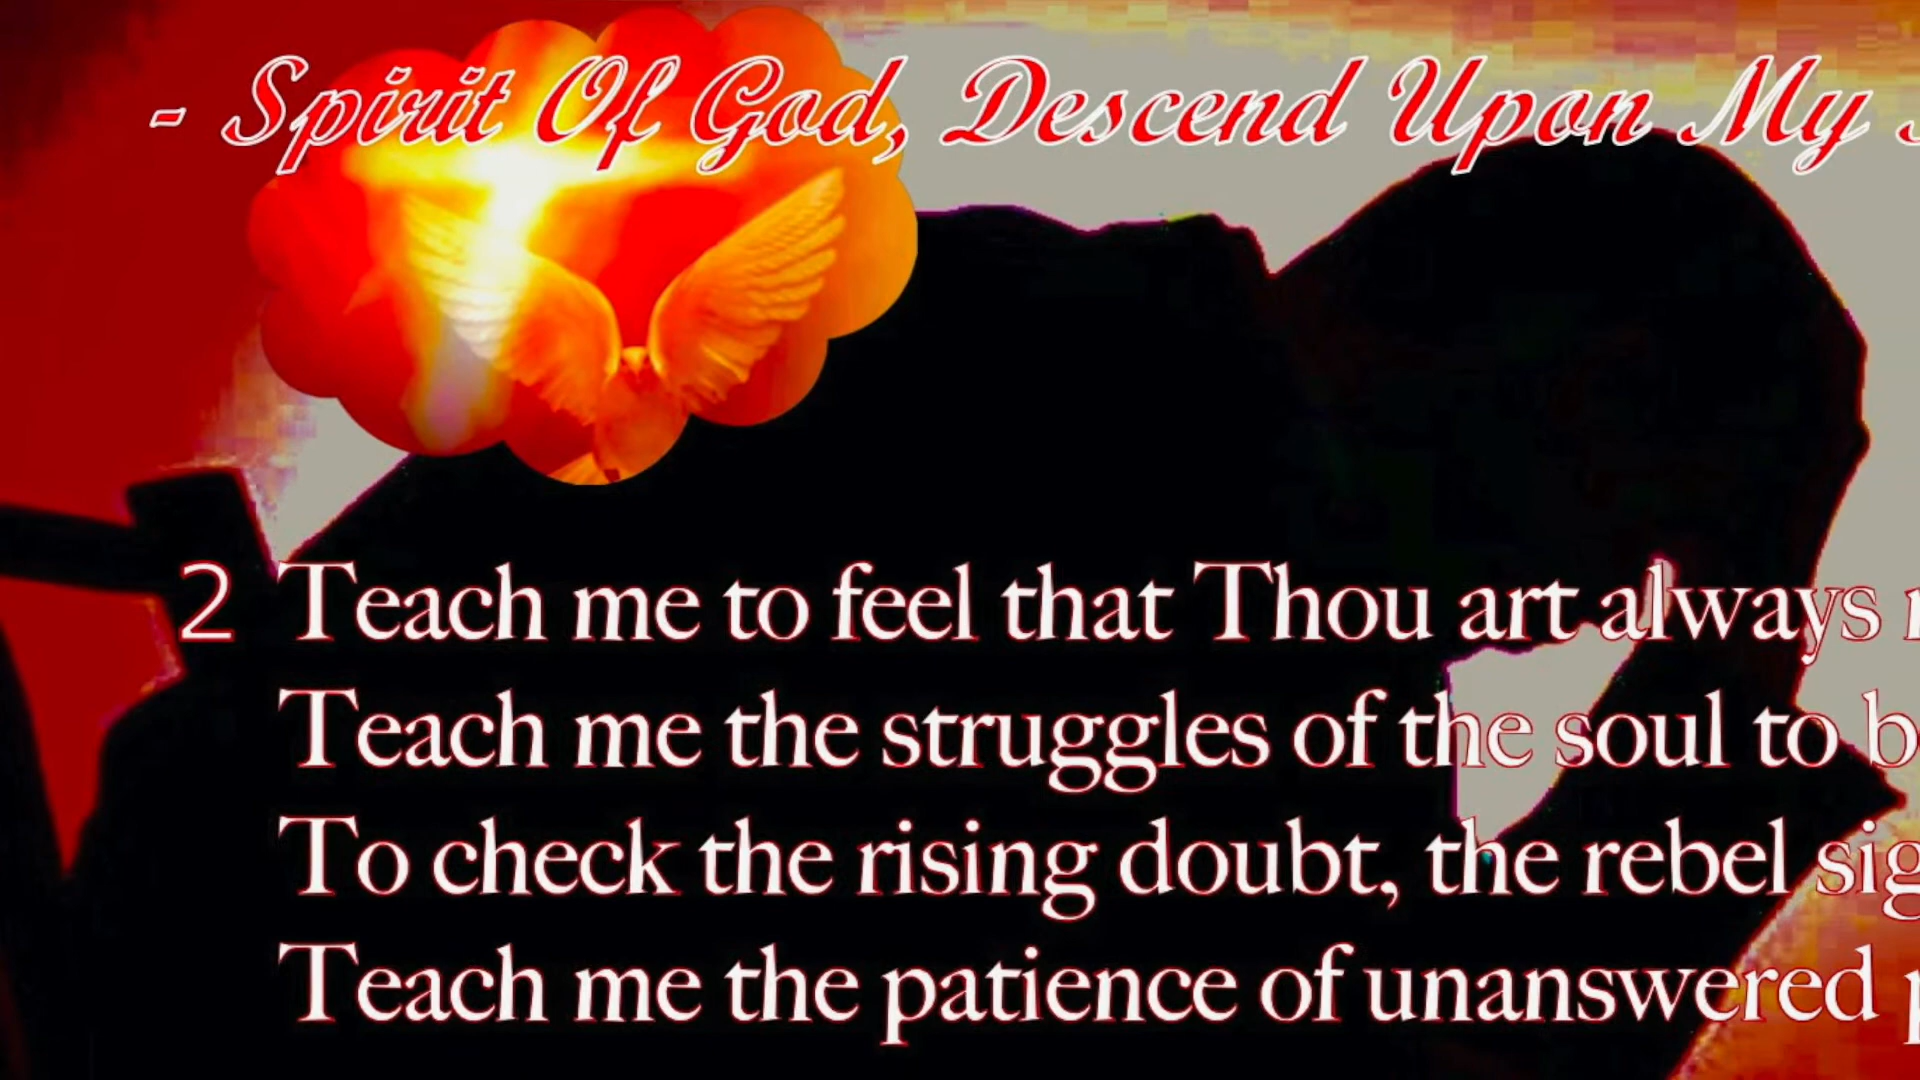 - Spirit Of God, Descend Upon My
2 Teach me to feel that Thou art always
Teach me the struggles of the soul to
To check the rising doubt, the rebel
Teach me the patience of unanswered